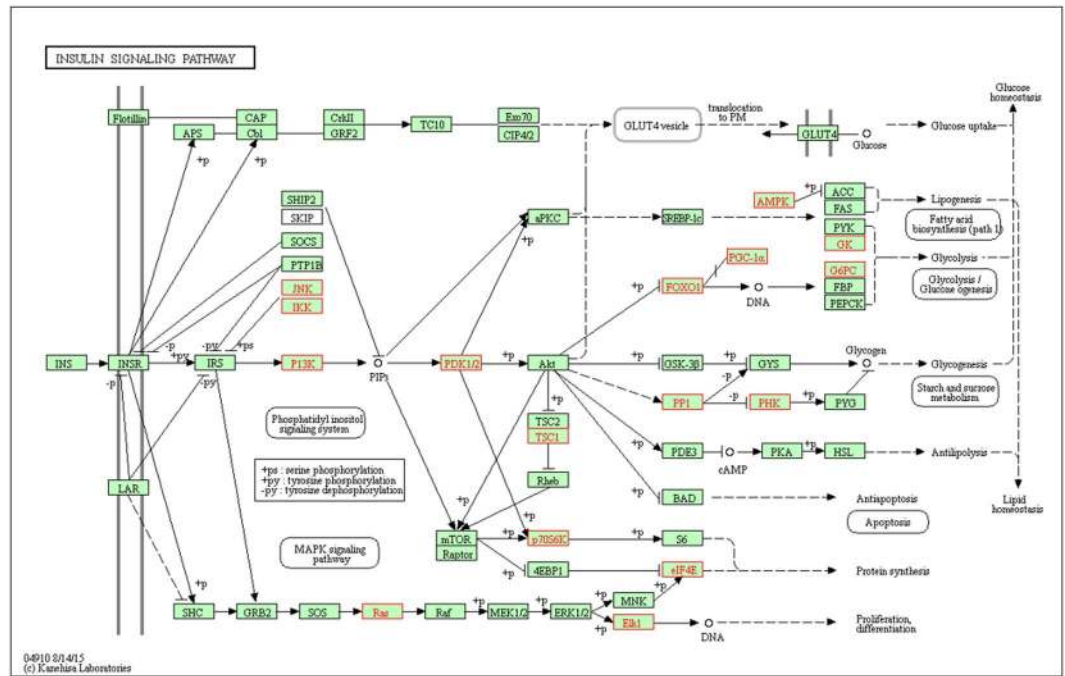 INSULIN SIGNALING PATHWAY
Flotillin
CAP
APS
Cbl
CrkII
GRF2
TC10
Exo70
CIP4/2
GLUT4 vesicle
translocation
to PM
GLUT4
Glucose
Glucose uptake
Glucose
homeostasis
+p
+p
SHIP2
SKIP
SOCS
PTP1B
JNK
IKK
aPKC
+p
SREBP-1c
AMPK
+p
ACC
FAS
PYK
GK
Lipogenesis
Fatty acid
biosynthesis (path 1)
PGC-1α
+p
FOXO1
DNA
G6PC
FBP
PEPCK
Glycolysis
Glycolysis /
Glucose ogenesis
INS
INSR
-p
+py
-py
+ps
IRS
-p
-py
P13K
PIP3
PDK1/2
+p
Akt
+p
GSK-3β
+p
GYS
Glycogen
Glycogenesis
Starch and sucrose
metabolism
-p
PP1
-p
PHK
+p
PYG
Phosphatidyl inositol
signaling system
+p
TSC2
TSC1
Rheb
+p
PDE3
cAMP
PKA
+p
HSL
Antilipolysis
+ps : serine phosphorylation
+py : tyrosine phosphorylation
-py : tyrosine dephosphorylation
LAR
+p
BAD
Antiapoptosis
Apoptosis
Lipid
homeostasis
+p
+p
mTOR
Raptor
+p
p70S6K
+p
S6
+p
4EBP1
eIF4E
Protein synthesis
MAPK signaling
pathway
+p
SHC
GRB2
SOS
Ras
Raf
+p
MEK1/2
+p
ERK1/2
+p
MNK
+p
+p
Elk1
DNA
Proliferation,
differentiation
04910 8/14/15
(c) Kanehisa Laboratories